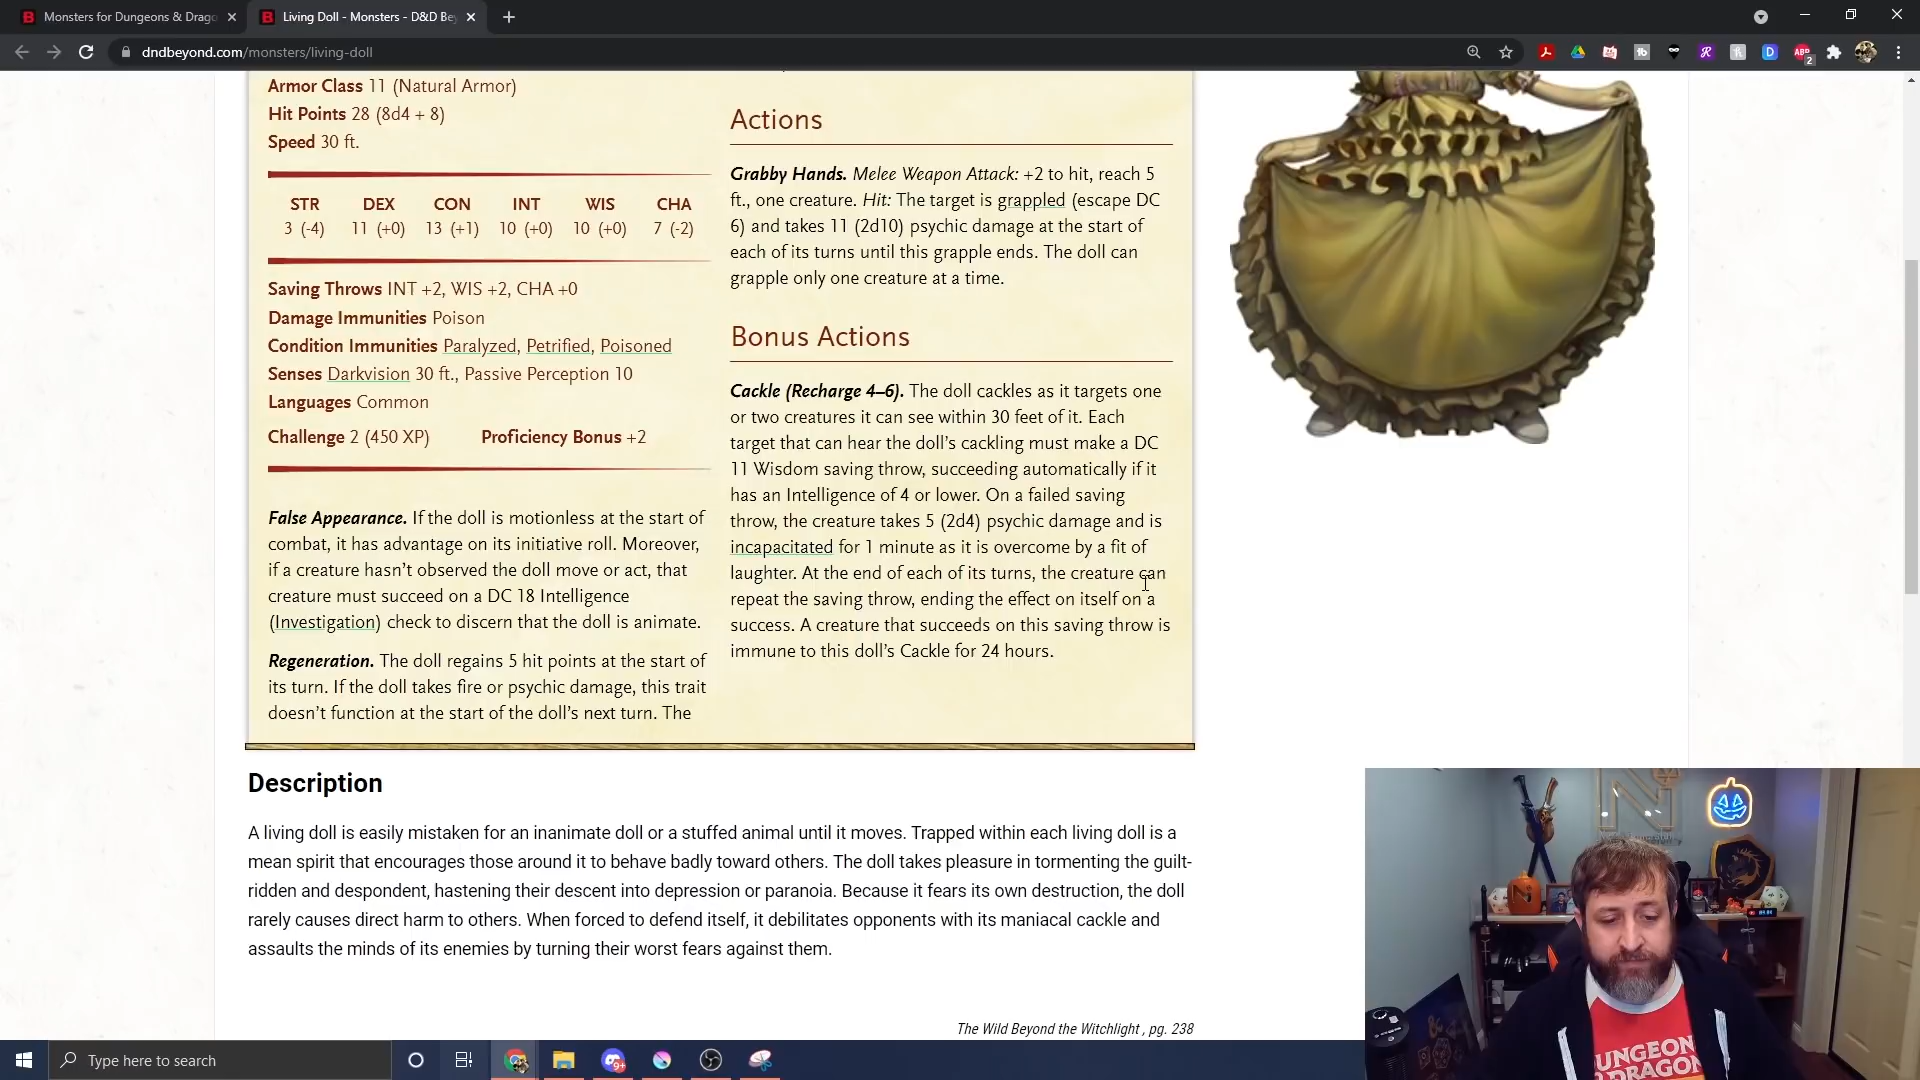 Monsters for Dungeons & Drago
Living Doll - Monsters - D&D Bey
dndbeyond.com/monsters/living-doll
Armor Class 11 (Natural Armor)
Hit Points 28 (8d4 + 8)
Speed 30 ft.
STR DEX CON INT WIS CHA
3 (-4) 11 (+0) 13 (+1) 10 (+0) 10 (+0) 7 (-2)
Saving Throws INT +2, WIS +2, CHA +0
Damage Immunities Poison
Condition Immunities Paralyzed, Petrified, Poisoned
Senses Darkvision 30 ft., Passive Perception 10
Languages Common
Challenge 2 (450 XP) Proficiency Bonus +2
False Appearance. If the doll is motionless at the start of
combat, it has advantage on its initiative roll. Moreover,
if a creature hasn't observed the doll move or act, that
creature must succeed on a DC 18 Intelligence
(Investigation) check to discern that the doll is animate.
Regeneration. The doll regains 5 hit points at the start of
its turn. If the doll takes fire or psychic damage, this trait
doesn't function at the start of the doll's next turn. The
Actions
Grabby Hands. Melee Weapon Attack: +2 to hit, reach 5
ft., one creature. Hit: The target is grappled (escape DC
6) and takes 11 (2d10) psychic damage at the start of
each of its turns until this grapple ends. The doll can
grapple only one creature at a time.
Bonus Actions
Cackle (Recharge 4–6). The doll cackles as it targets one
or two creatures it can see within 30 feet of it. Each
target that can hear the doll's cackling must make a DC
11 Wisdom saving throw, succeeding automatically if it
has an Intelligence of 4 or lower. On a failed saving
throw, the creature takes 5 (2d4) psychic damage and is
incapacitated for 1 minute as it is overcome by a fit of
laughter. At the end of each of its turns, the creature can
repeat the saving throw, ending the effect on itself on a
success. A creature that succeeds on this saving throw is
immune to this doll's Cackle for 24 hours.
Description
A living doll is easily mistaken for an inanimate doll or a stuffed animal until it moves. Trapped within each living doll is a
mean spirit that encourages those around it to behave badly toward others. The doll takes pleasure in tormenting the guilt-
ridden and despondent, hastening their descent into depression or paranoia. Because it fears its own destruction, the doll
rarely causes direct harm to others. When forced to defend itself, it debilitates opponents with its maniacal cackle and
assaults the minds of its enemies by turning their worst fears against them.
The Wild Beyond the Witchlight , pg. 238
UNGEON
DRAGON
Type here to search